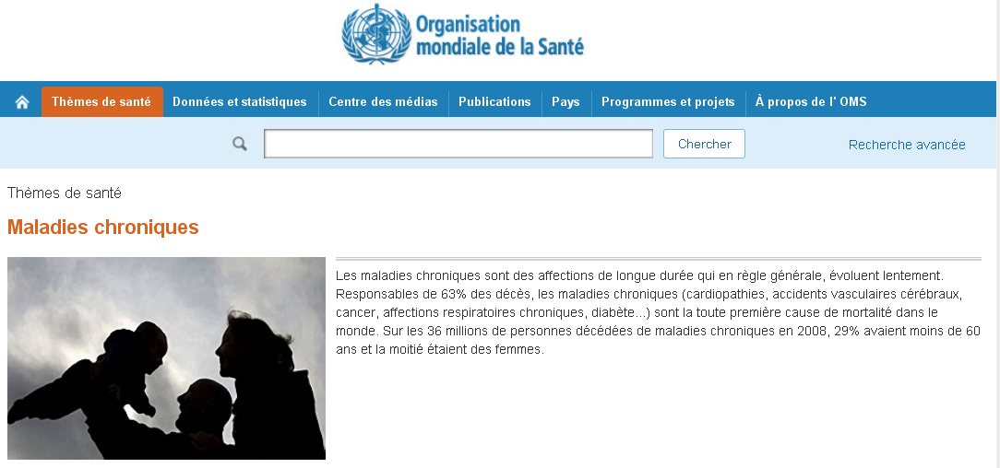 Organisation
mondiale de la Santé
Thèmes de santé
Données et statistiques
Centre des médias
Publications
Pays
Programmes et projets
À propos de l' OMS
Chercher
Recherche avancée
Thèmes de santé
Maladies chroniques
Les maladies chroniques sont des affections de longue durée qui en règle générale, évoluent lentement.
Responsables de 63% des décès, les maladies chroniques (cardiopathies, accidents vasculaires cérébraux,
cancer, affections respiratoires chroniques, diabète...) sont la toute première cause de mortalité dans le
monde. Sur les 36 millions de personnes décédées de maladies chroniques en 2008, 29% avaient moins de 60
ans et la moitié étaient des femmes.